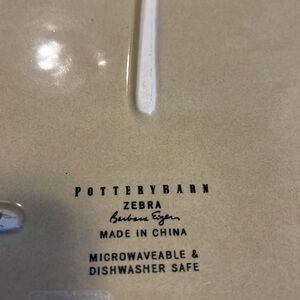 POTTERYBARN
ZEBRA
Barbara Eigen
MADE IN CHINA
MICROWAVEABLE &
DISHWASHER SAFE